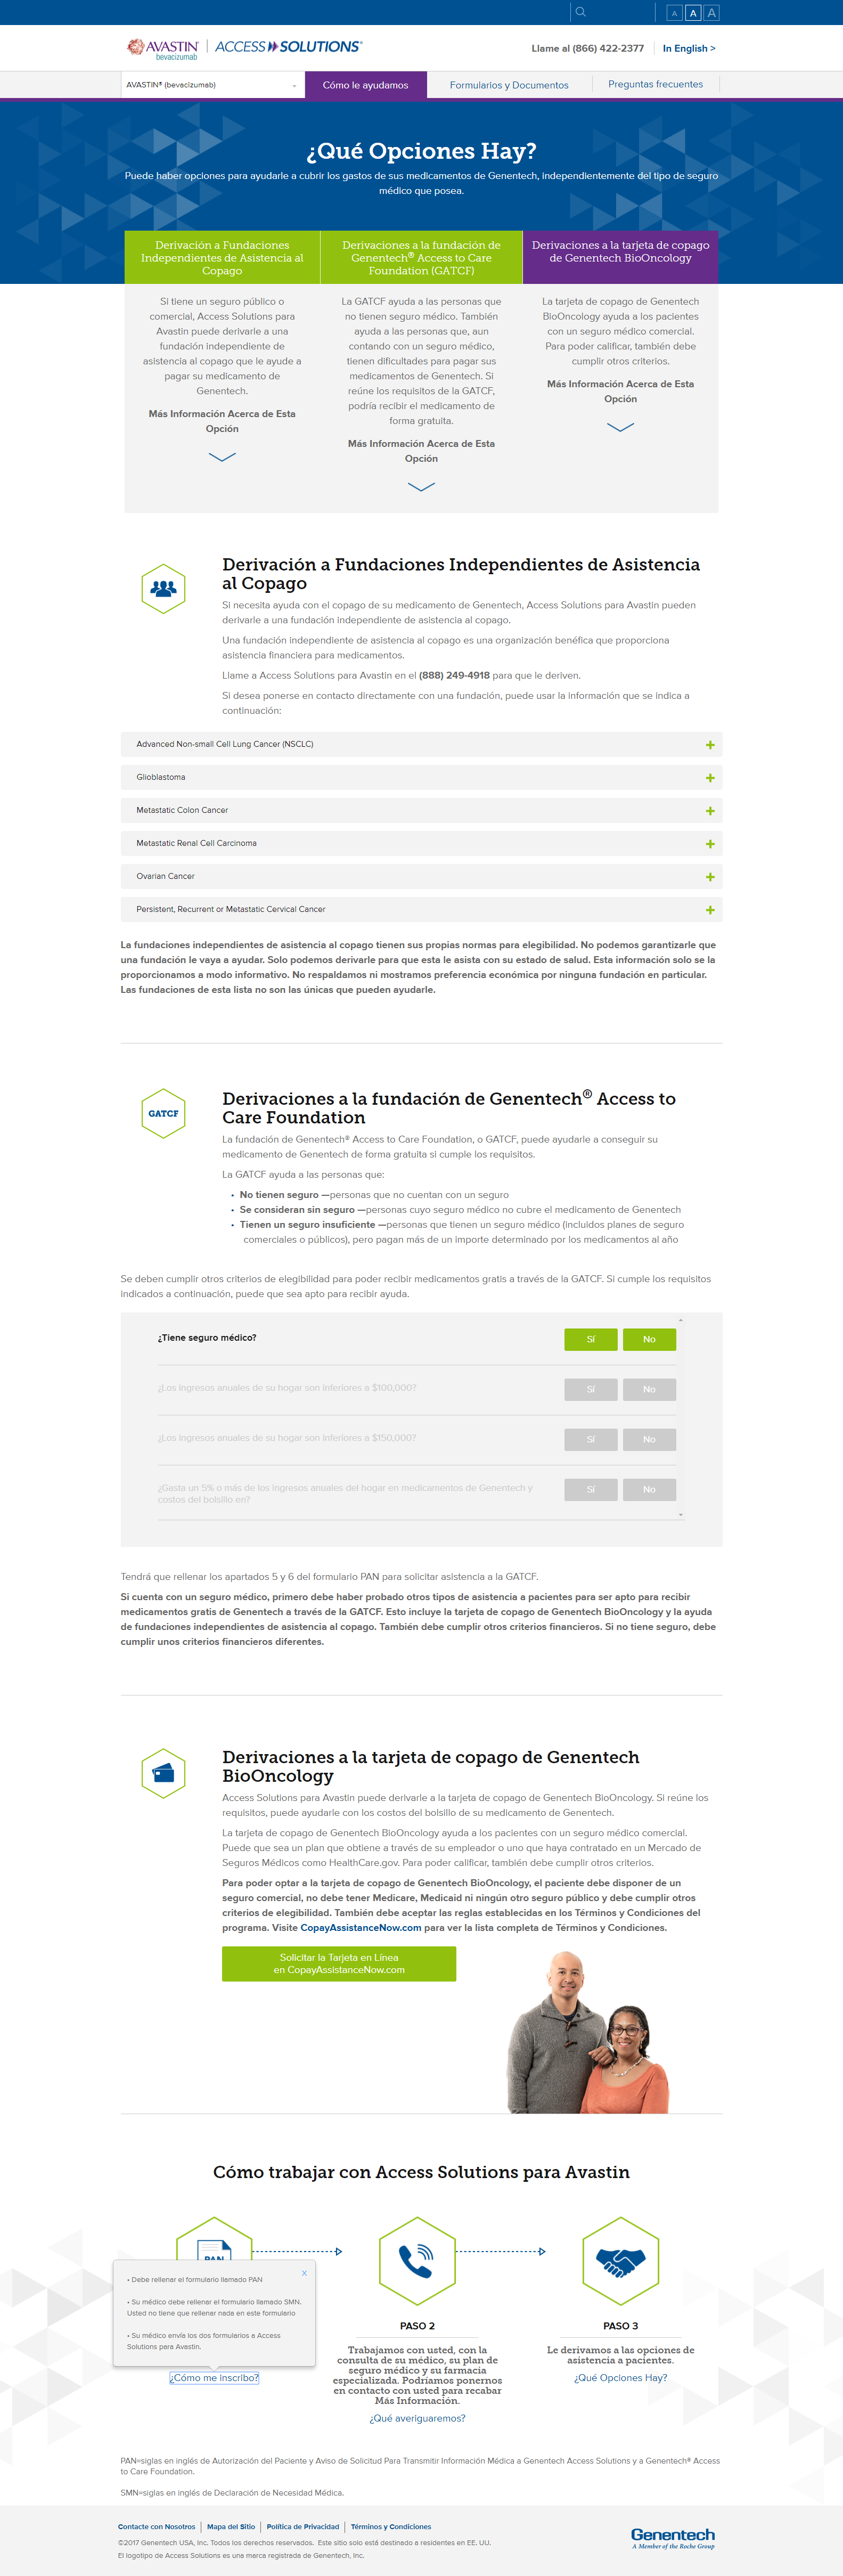 A A A
AVASTIN®
bevacizumab
ACCESS SOLUTIONS®
Llame al (866) 422-2377
In English >
AVASTIN® (bevacizumab)
Cómo le ayudamos
Formularios y Documentos
Preguntas frecuentes
¿Qué Opciones Hay?
Puede haber opciones para ayudarle a cubrir los gastos de sus medicamentos de Genentech, independientemente del tipo de seguro
médico que posea.
Derivación a Fundaciones
Independientes de Asistencia al
Copago
Si tiene un seguro público o
comercial, Access Solutions para
Avastin puede derivarle a una
fundación independiente de
asistencia al copago que le ayude a
pagar su medicamento de
Genentech.
Más Información Acerca de Esta
Opción
Derivaciones a la fundación de
Genentech® Access to Care
Foundation (GATCF)
La GATCF ayuda a las personas que
no tienen seguro médico. También
ayuda a las personas que, aun
contando con un seguro médico,
tienen dificultades para pagar sus
medicamentos de Genentech. Si
reúne los requisitos de la GATCF,
podría recibir el medicamento de
forma gratuita.
Más Información Acerca de Esta
Opción
Derivaciones a la tarjeta de copago
de Genentech BioOncology
La tarjeta de copago de Genentech
BioOncology ayuda a los pacientes
con un seguro médico comercial.
Para poder calificar, también debe
cumplir otros criterios.
Más Información Acerca de Esta
Opción
Derivación a Fundaciones Independientes de Asistencia
al Copago
Si necesita ayuda con el copago de su medicamento de Genentech, Access Solutions para Avastin pueden
derivarle a una fundación independiente de asistencia al copago.
Una fundación independiente de asistencia al copago es una organización benéfica que proporciona
asistencia financiera para medicamentos.
Llame a Access Solutions para Avastin en el (888) 249-4918 para que le deriven.
Si desea ponerse en contacto directamente con una fundación, puede usar la información que se indica a
continuación:
Advanced Non-small Cell Lung Cancer (NSCLC)
Glioblastoma
Metastatic Colon Cancer
Metastatic Renal Cell Carcinoma
Ovarian Cancer
Persistent, Recurrent or Metastatic Cervical Cancer
La fundaciones independientes de asistencia al copago tienen sus propias normas para elegibilidad. No podemos garantizarle que
una fundación le vaya a ayudar. Solo podemos derivarle para que esta le asista con su estado de salud. Esta información solo se la
proporcionamos a modo informativo. No respaldamos ni mostramos preferencia económica por ninguna fundación en particular.
Las fundaciones de esta lista no son las únicas que pueden ayudarle.
GATCF
Derivaciones a la fundación de Genentech® Access to
Care Foundation
La fundación de Genentech® Access to Care Foundation, o GATCF, puede ayudarle a conseguir su
medicamento de Genentech de forma gratuita si cumple los requisitos.
La GATCF ayuda a las personas que:
• No tienen seguro —personas que no cuentan con un seguro
• Se consideran sin seguro —personas cuyo seguro médico no cubre el medicamento de Genentech
• Tienen un seguro insuficiente —personas que tienen un seguro médico (incluidos planes de seguro
comerciales o públicos), pero pagan más de un importe determinado por los medicamentos al año
Se deben cumplir otros criterios de elegibilidad para poder recibir medicamentos gratis a través de la GATCF. Si cumple los requisitos
indicados a continuación, puede que sea apto para recibir ayuda.
¿Tiene seguro médico? Sí No
¿Los ingresos anuales de su hogar son inferiores a $100,000? Sí No
¿Los ingresos anuales de su hogar son inferiores a $150,000? Sí No
¿Gasta un 5% o más de los ingresos anuales del hogar en medicamentos de Genentech y Sí No
costos del bolsillo en?
Tendrá que rellenar los apartados 5 y 6 del formulario PAN para solicitar asistencia a la GATCF.
Si cuenta con un seguro médico, primero debe haber probado otros tipos de asistencia a pacientes para ser apto para recibir
medicamentos gratis de Genentech a través de la GATCF. Esto incluye la tarjeta de copago de Genentech BioOncology y la ayuda
de fundaciones independientes de asistencia al copago. También debe cumplir otros criterios financieros. Si no tiene seguro, debe
cumplir unos criterios financieros diferentes.
Derivaciones a la tarjeta de copago de Genentech
BioOncology
Access Solutions para Avastin puede derivarle a la tarjeta de copago de Genentech BioOncology. Si reúne los
requisitos, puede ayudarle con los costos del bolsillo de su medicamento de Genentech.
La tarjeta de copago de Genentech BioOncology ayuda a los pacientes con un seguro médico comercial.
Puede que sea un plan que obtiene a través de su empleador o uno que haya contratado en un Mercado de
Seguros Médicos como HealthCare.gov. Para poder calificar, también debe cumplir otros criterios.
Para poder optar a la tarjeta de copago de Genentech BioOncology, el paciente debe disponer de un
seguro comercial, no debe tener Medicare, Medicaid ni ningún otro seguro público y debe cumplir otros
criterios de elegibilidad. También debe aceptar las reglas establecidas en los Términos y Condiciones del
programa. Visite CopayAssistanceNow.com para ver la lista completa de Términos y Condiciones.
Solicitar la Tarjeta en Línea
en CopayAssistanceNow.com
Cómo trabajar con Access Solutions para Avastin
PAN
X
• Debe rellenar el formulario llamado PAN
• Su médico debe rellenar el formulario llamado SMN.
Usted no tiene que rellenar nada en este formulario
• Su médico envía los dos formularios a Access
Solutions para Avastin.
¿Cómo me inscribo?
PASO 2
Trabajamos con usted, con la
consulta de su médico, su plan de
seguro médico y su farmacia
especializada. Podríamos ponernos
en contacto con usted para recabar
Más Información.
¿Qué averiguaremos?
PASO 3
Le derivamos a las opciones de
asistencia a pacientes.
¿Qué Opciones Hay?
PAN=siglas en inglés de Autorización del Paciente y Aviso de Solicitud Para Transmitir Información Médica a Genentech Access Solutions y a Genentech® Access
to Care Foundation.
SMN=siglas en inglés de Declaración de Necesidad Médica.
Contacte con Nosotros
Mapa del Sitio
Política de Privacidad
Términos y Condiciones
©2017 Genentech USA, Inc. Todos los derechos reservados. Este sitio solo está destinado a residentes en EE. UU.
El logotipo de Access Solutions es una marca registrada de Genentech, Inc.
Genentech
A Member of the Roche Group